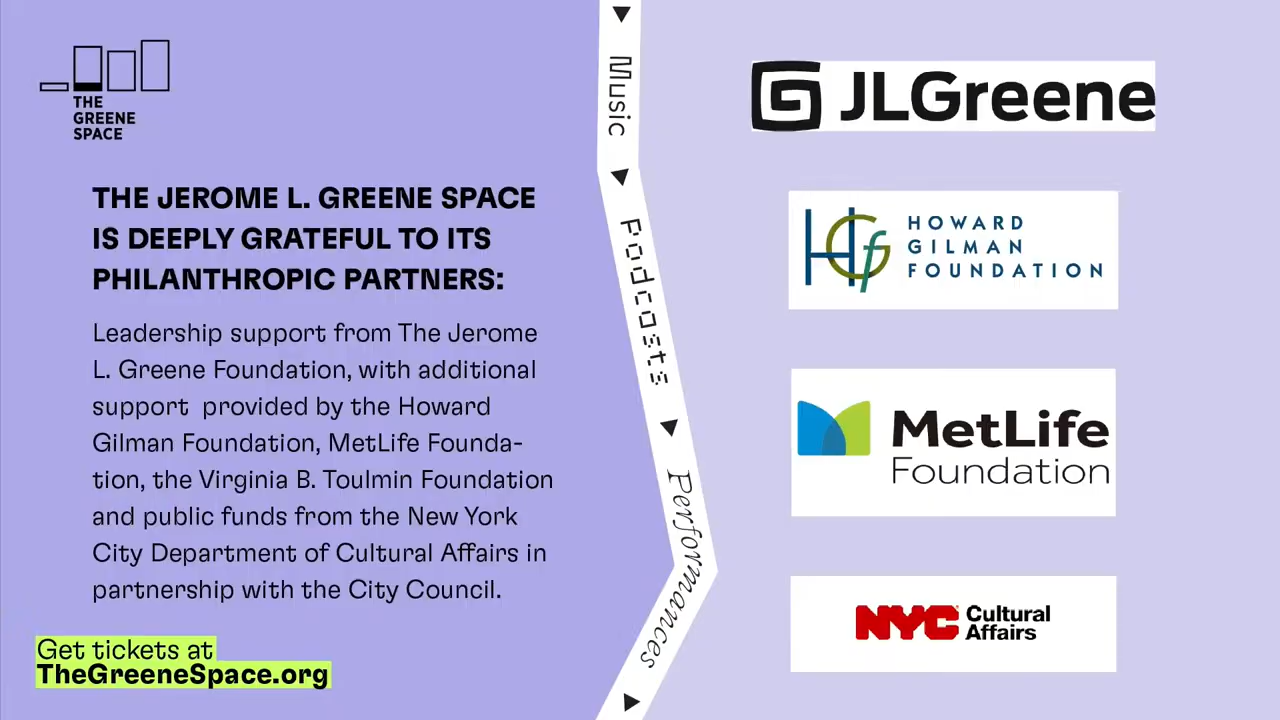 THE
GREENE
SPACE
THE JEROME L. GREENE SPACE
IS DEEPLY GRATEFUL TO ITS
PHILANTHROPIC PARTNERS:
Leadership support from The Jerome
L. Greene Foundation, with additional
support  provided by the Howard
Gilman Foundation, MetLife Founda-
tion, the Virginia B. Toulmin Foundation
and public funds from the New York
City Department of Cultural Affairs in
partnership with the City Council.
Get tickets at
TheGreeneSpace.org
Music
Podcasts
Performances
JLGreene
HGf
HOWARD
GILMAN
FOUNDATION
MetLife
Foundation
NYC Cultural
Affairs